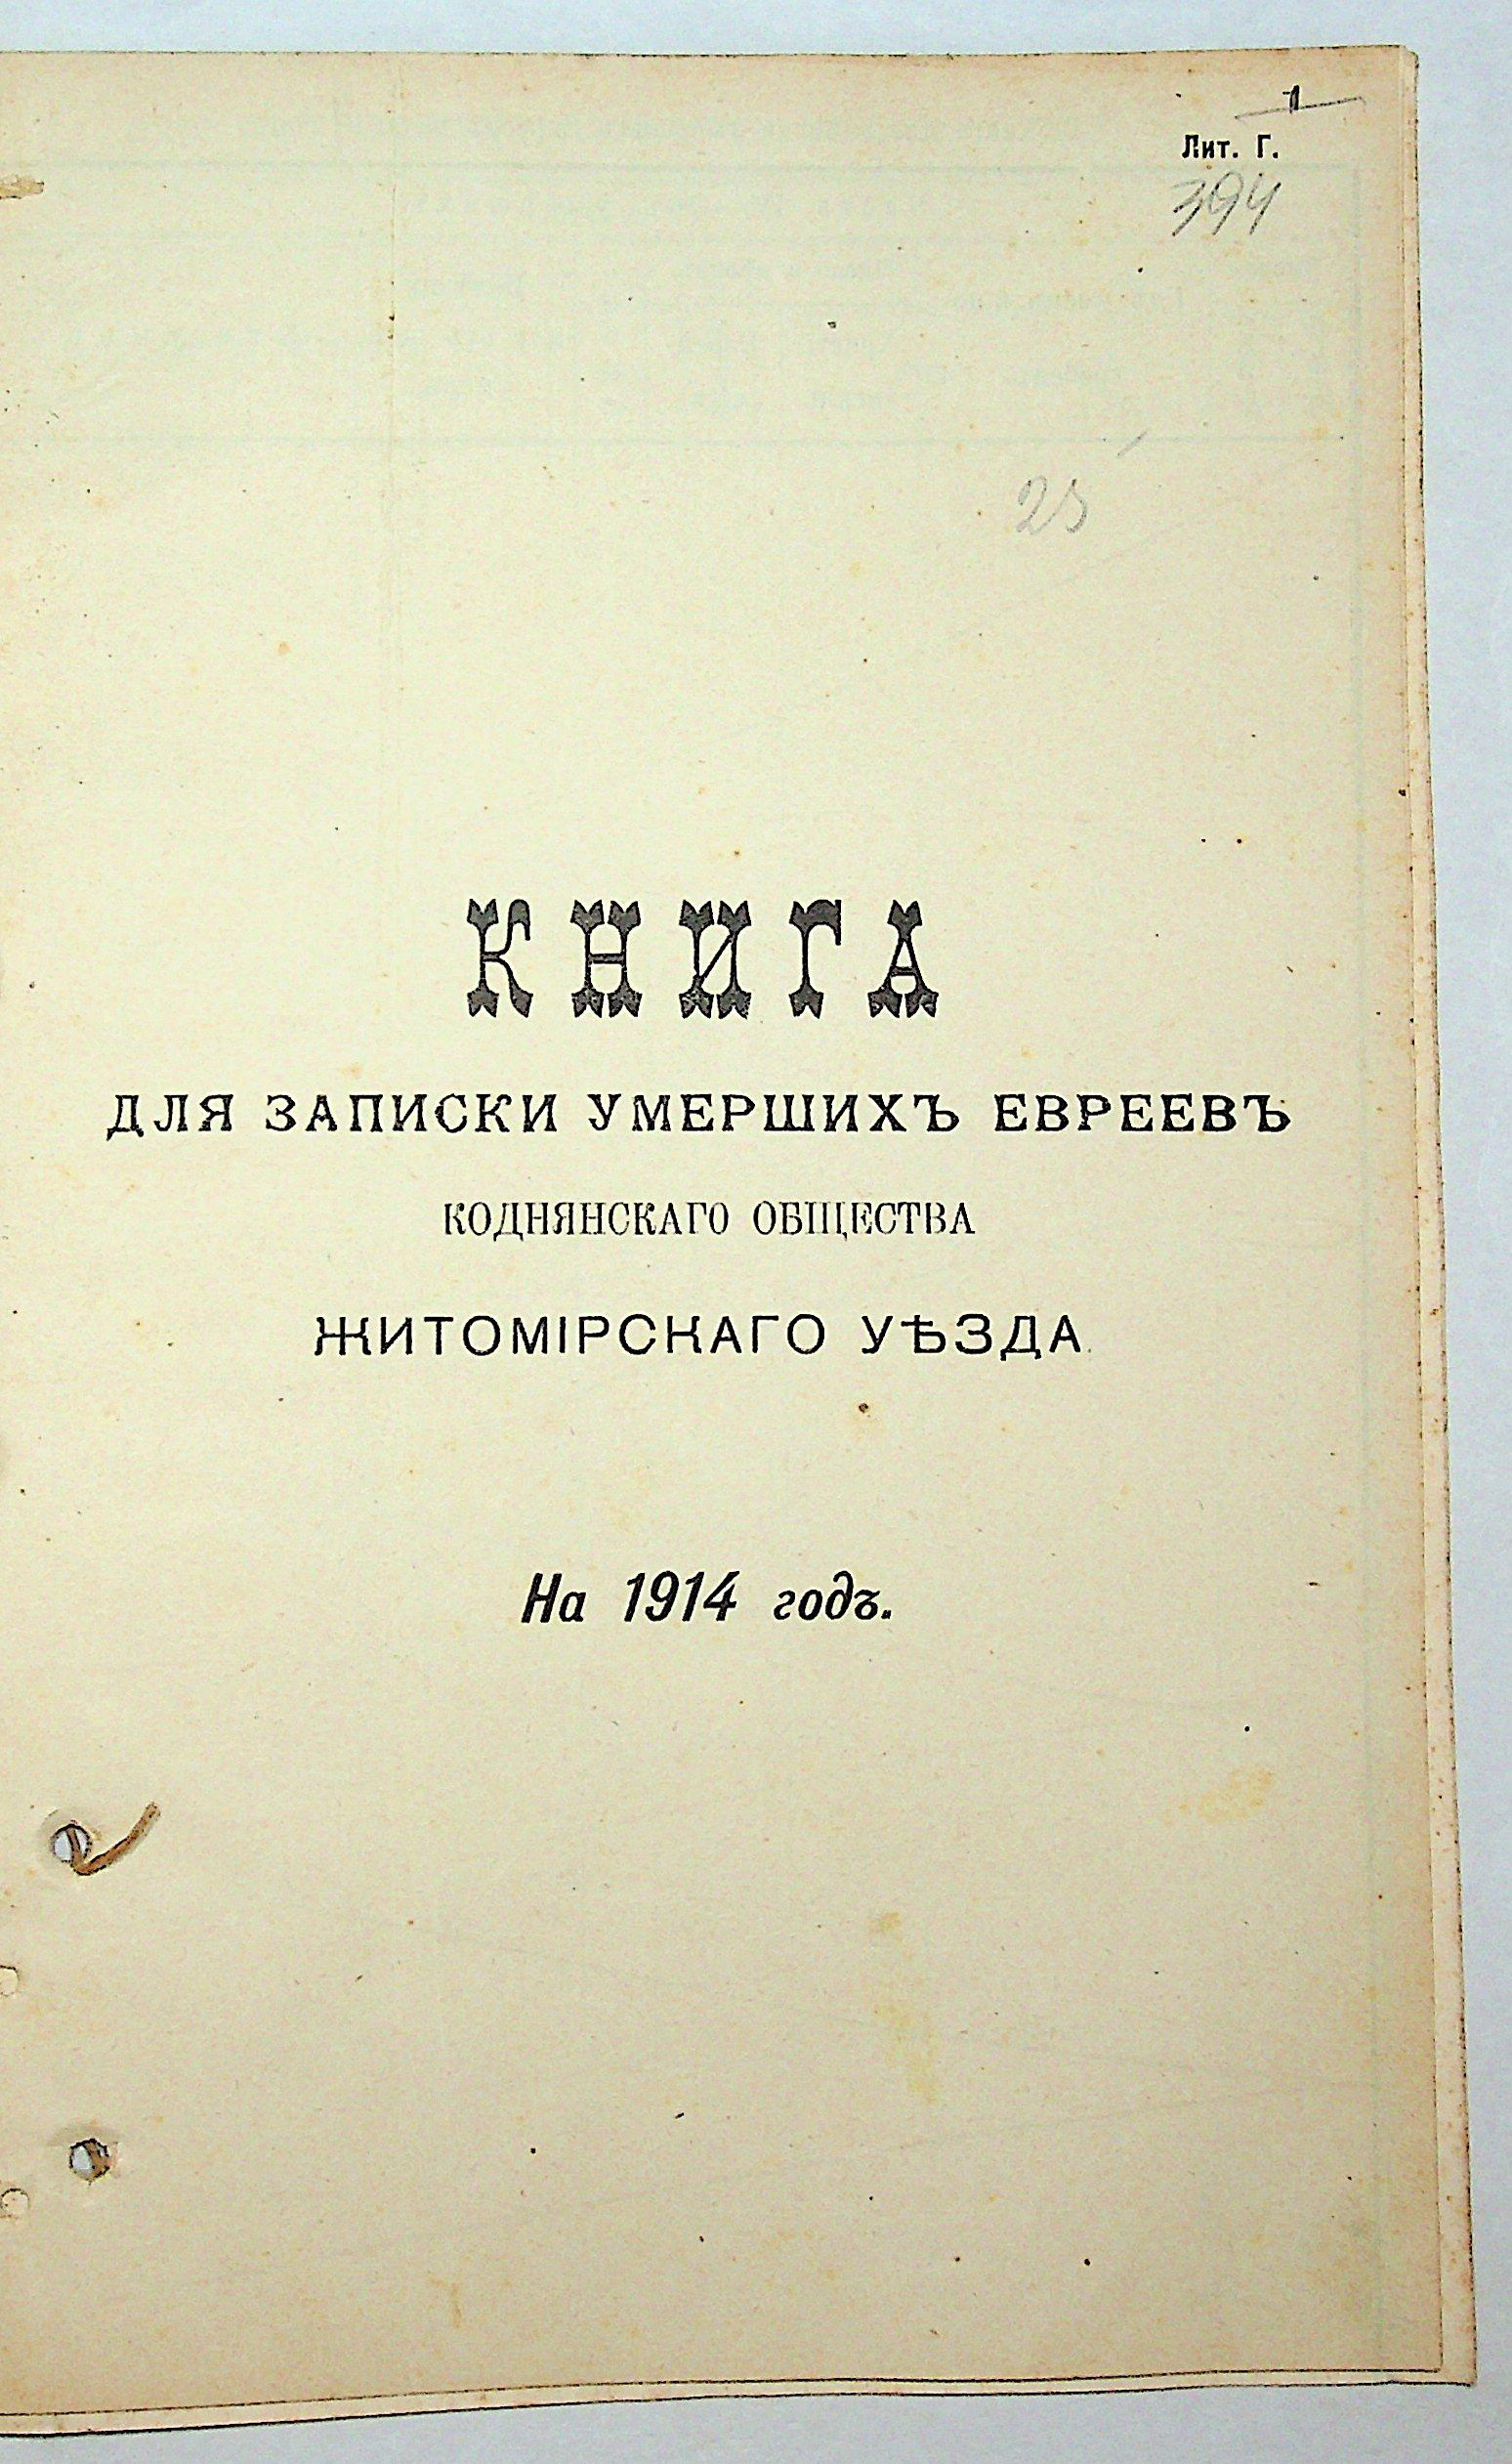 1
Лит. Г.
394
25
КНИГА
ДЛЯ ЗАПИСКИ УМЕРШИХЪ ЕВРЕЕВЪ
КОДНЯНСКАГО ОБЩЕСТВА
ЖИТОМІРСКАГО УѢЗДА.
На 1914 годъ.